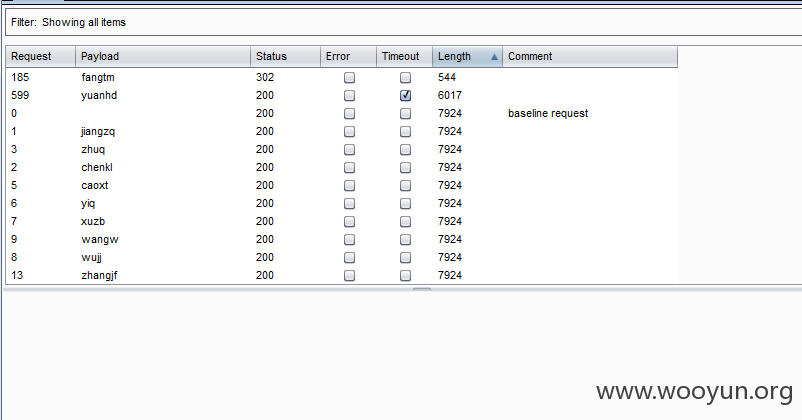 Filter: Showing all items
Request Payload Status Error Timeout Length Comment
185 fangtm 302 544
599 yuanhd 200 6017
0 200 7924 baseline request
1 jiangzq 200 7924
3 zhuq 200 7924
2 chenkl 200 7924
5 caoxt 200 7924
6 yiq 200 7924
7 xuzb 200 7924
9 wangw 200 7924
8 wujj 200 7924
13 zhangjf 200 7924
www.wooyun.org